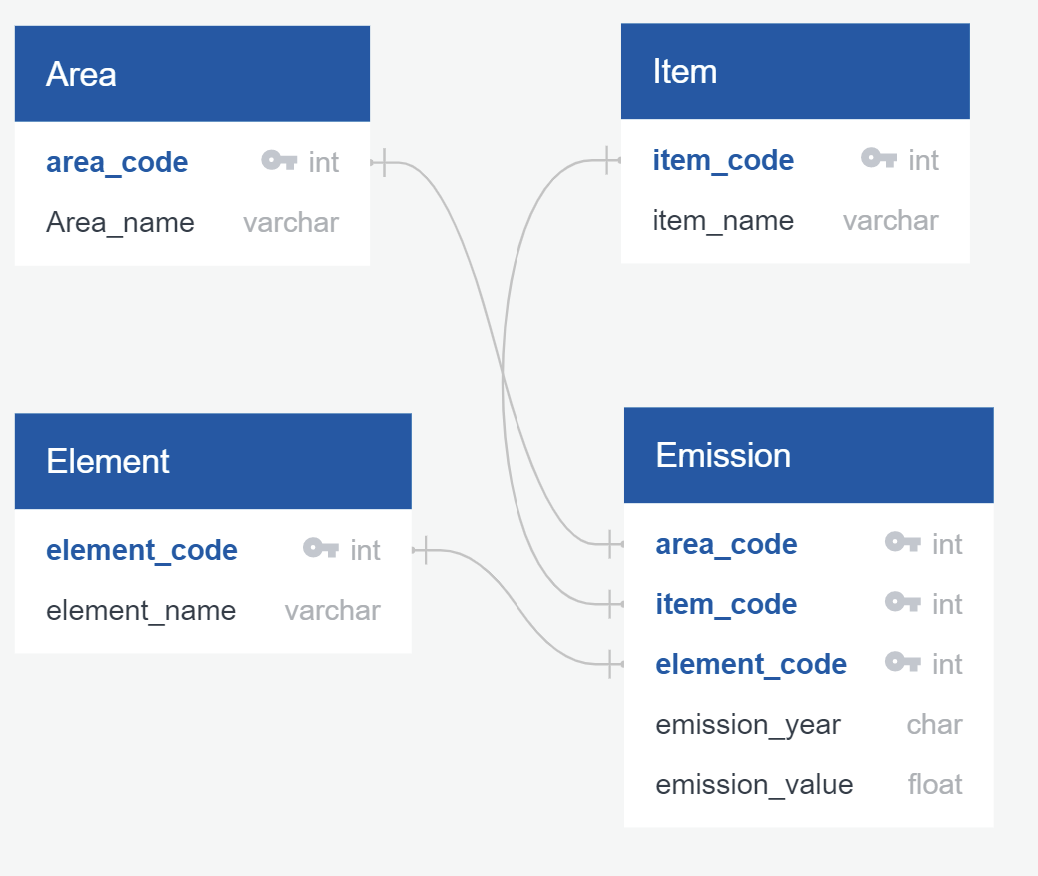 Area
area_code int
Area_name varchar
Item
item_code int
item_name varchar
Element
element_code int
element_name varchar
Emission
area_code int
item_code int
element_code int
emission_year char
emission_value float